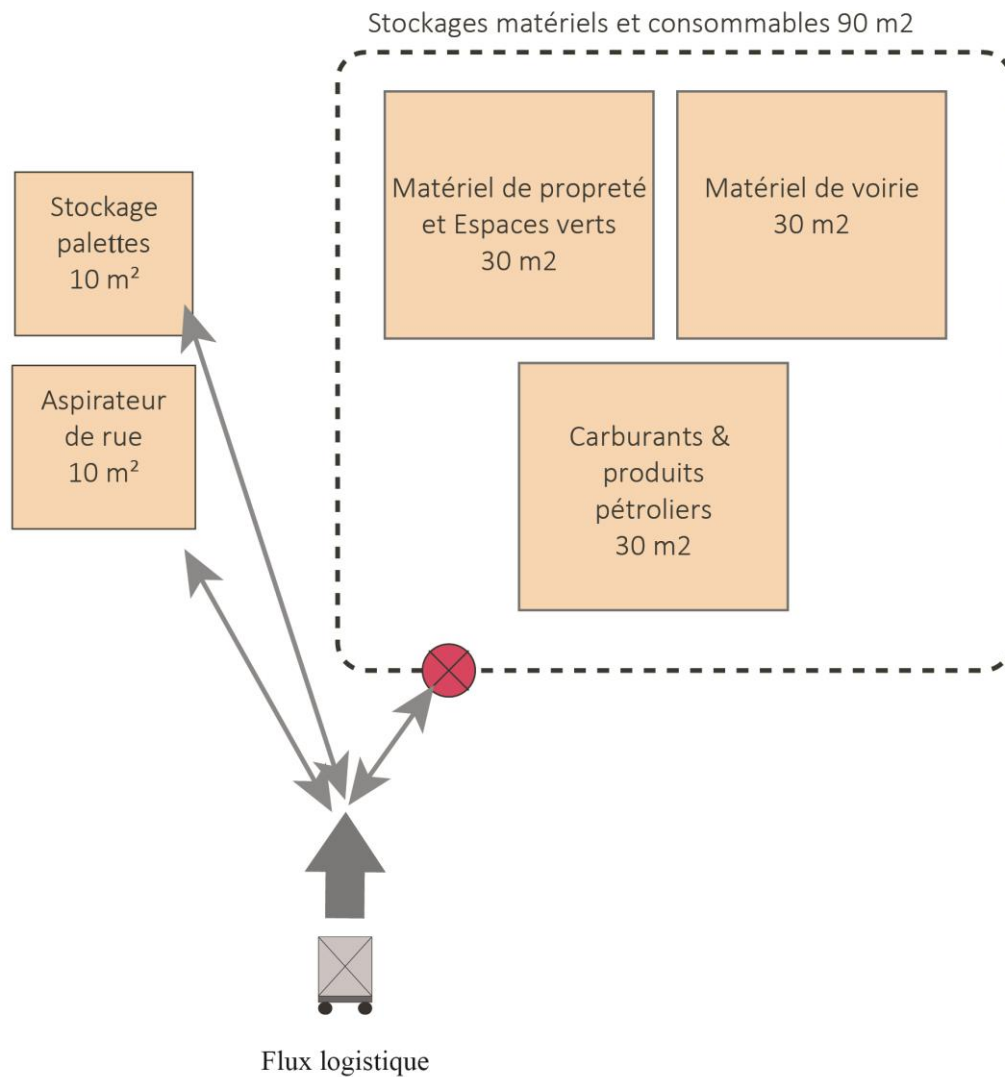 Stockages matériels et consommables 90 m2
Matériel de propreté
et Espaces verts
30 m2
Matériel de voirie
30 m2
Stockage
palettes
10 m²
Aspirateur
de rue
10 m²
Carburants &
produits
pétroliers
30 m2
Flux logistique